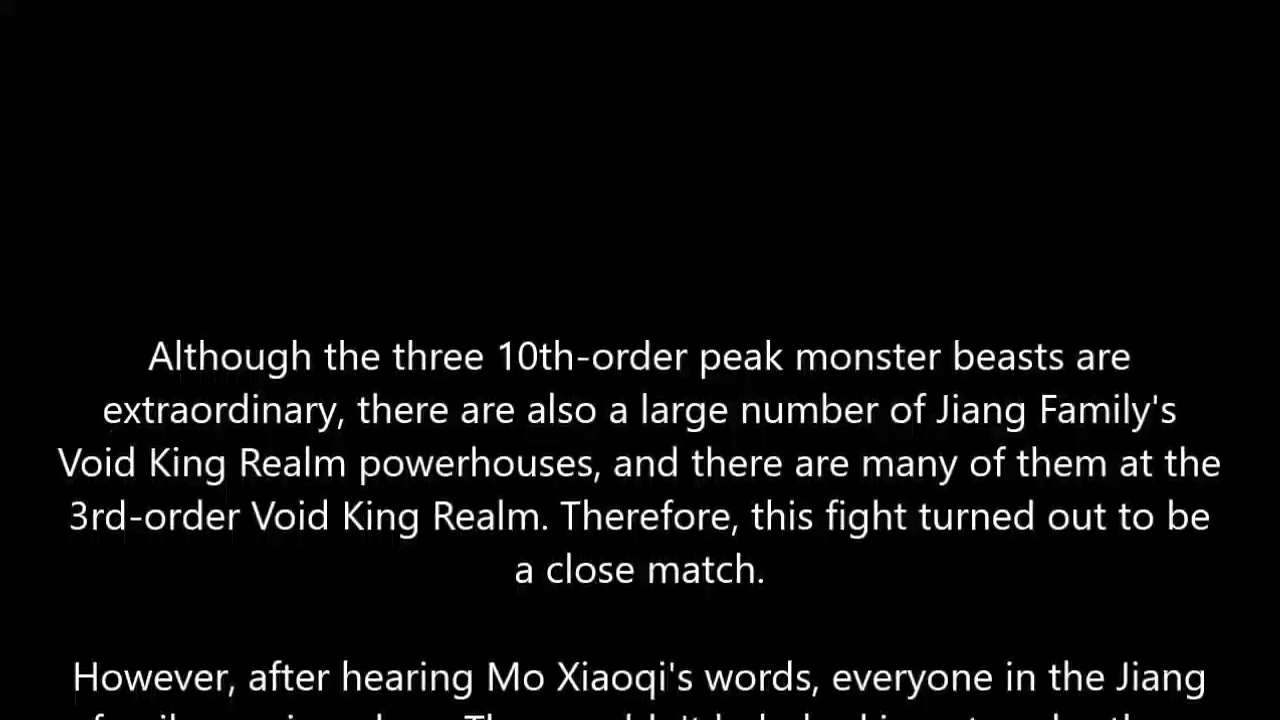 Although the three 10th-order peak monster beasts are
extraordinary, there are also a large number of Jiang Family's
Void King Realm powerhouses, and there are many of them at the
3rd-order Void King Realm. Therefore, this fight turned out to be
a close match.
However, after hearing Mo Xiaoqi's words, everyone in the Jiang